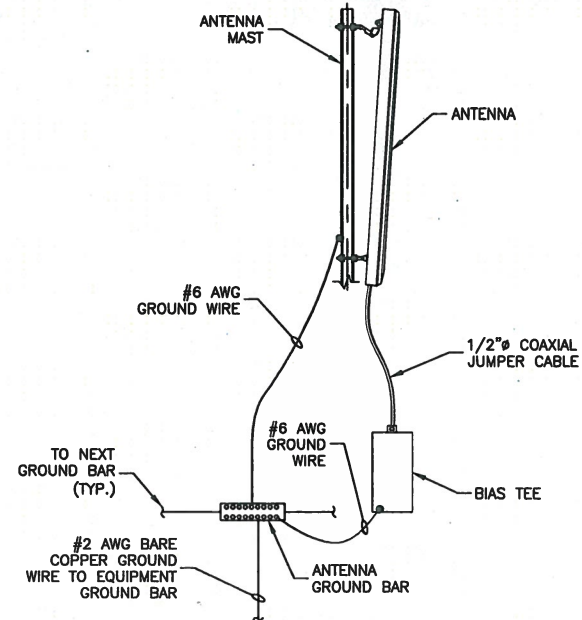 ANTENNA
MAST
ANTENNA
#6 AWG
GROUND WIRE
1/2"ø COAXIAL
JUMPER CABLE
#6 AWG
GROUND
WIRE
TO NEXT
GROUND BAR
(TYP.)
BIAS TEE
#2 AWG BARE
COPPER GROUND
WIRE TO EQUIPMENT
GROUND BAR
ANTENNA
GROUND BAR